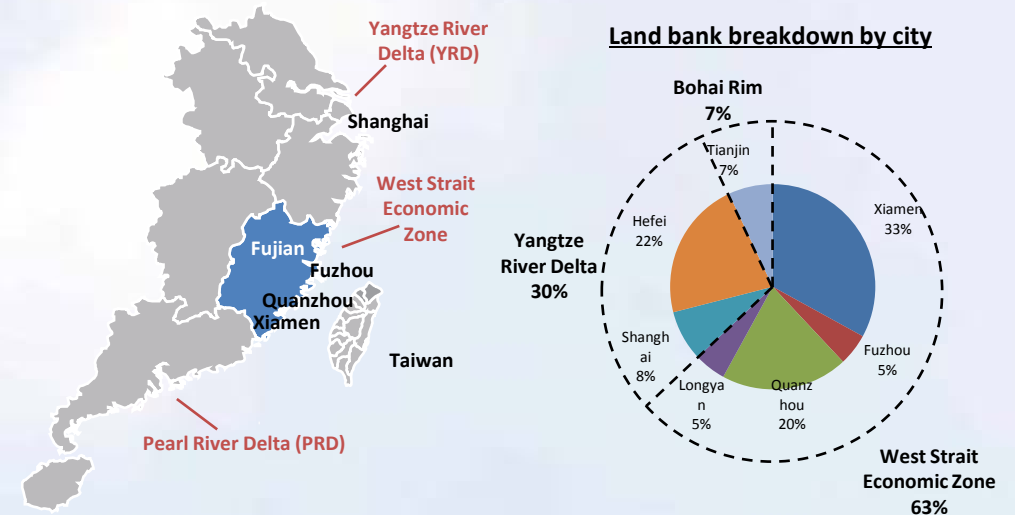 Yangtze River
Delta (YRD)
Shanghai
West Strait
Economic
Zone
Fujian
Fuzhou
Quanzhou
Xiamen
Taiwan
Pearl River Delta (PRD)
Land bank breakdown by city
Bohai Rim
7%
Tianjin
7%
Xiamen
33%
Hefei
22%
Yangtze
River Delta
30%
Shangh
ai
8%
Longya
n
5%
Quanz
hou
20%
Fuzhou
5%
West Strait
Economic Zone
63%